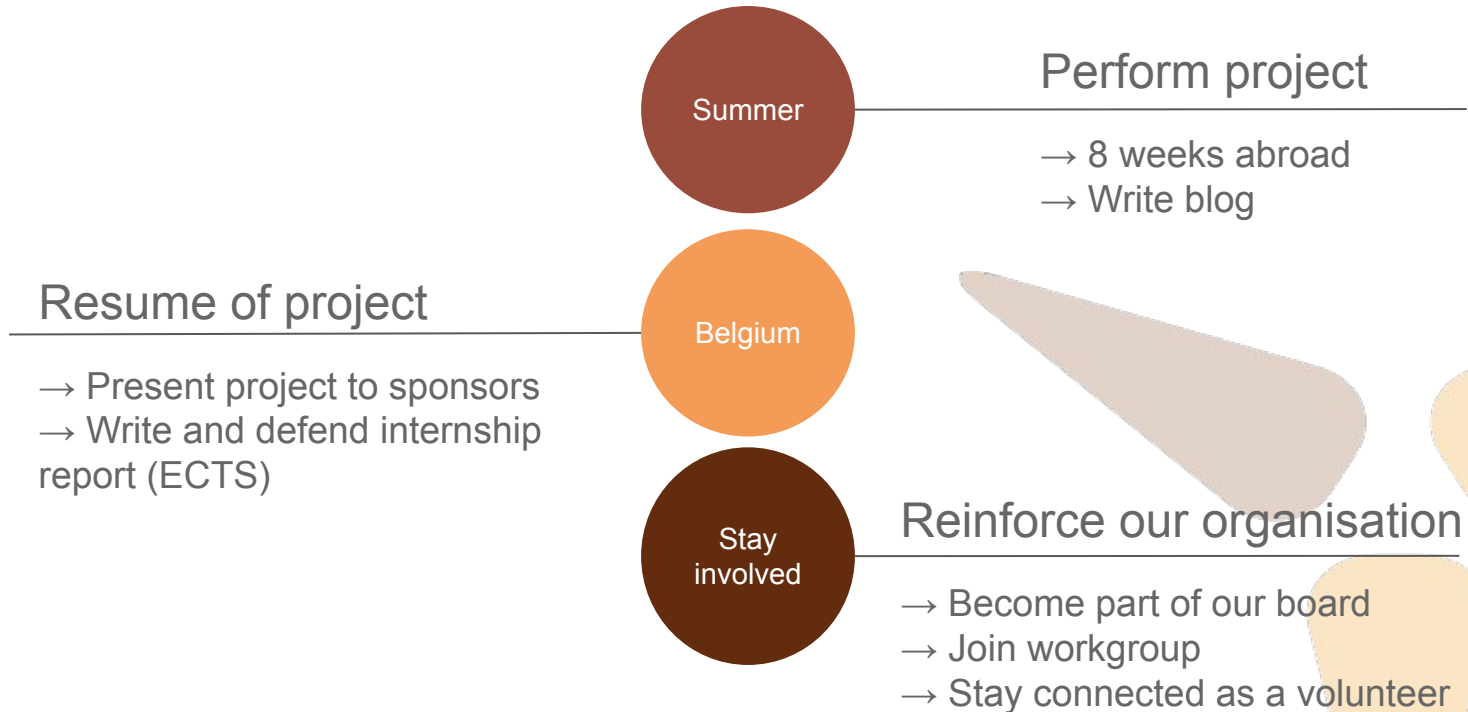 Summer
Perform project
→ 8 weeks abroad
→ Write blog
Belgium
Resume of project
→ Present project to sponsors
→ Write and defend internship
report (ECTS)
Stay
involved
Reinforce our organisation
→ Become part of our board
→ Join workgroup
→ Stay connected as a volunteer